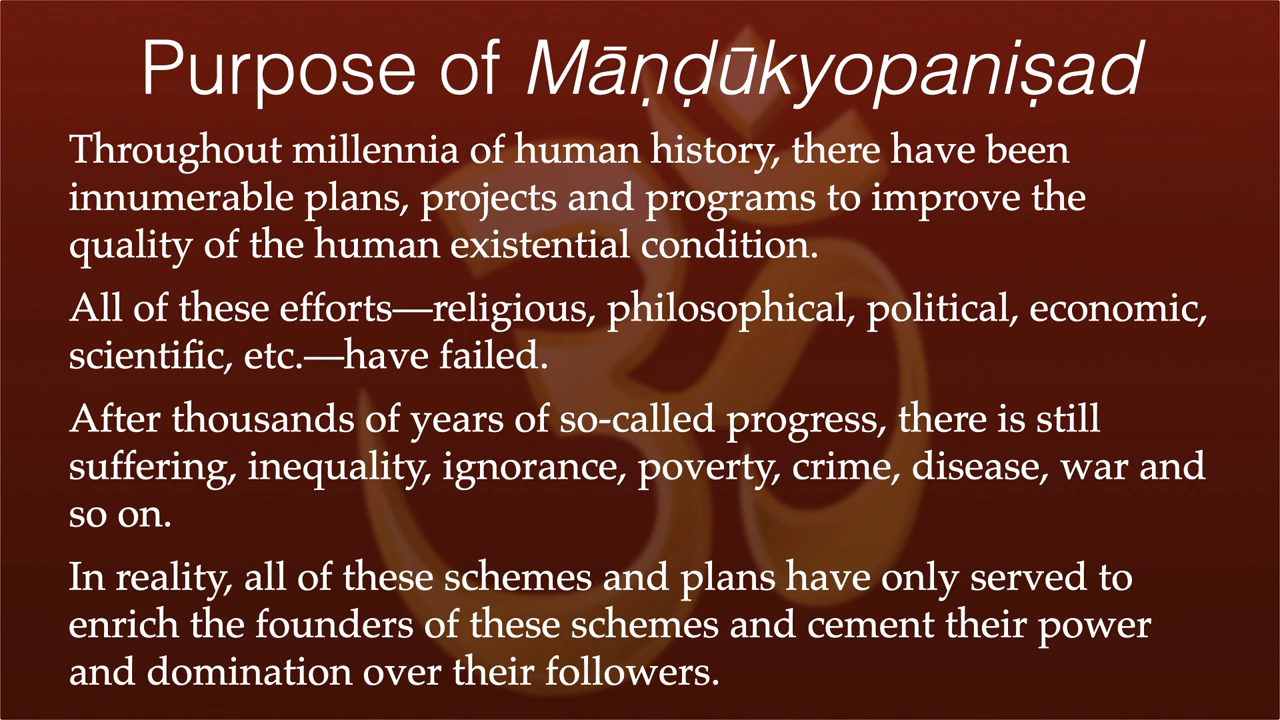 Purpose of Māṇḍūkyopaniṣad
Throughout millennia of human history, there have been
innumerable plans, projects and programs to improve the
quality of the human existential condition.
All of these efforts—religious, philosophical, political, economic,
scientific, etc.—have failed.
After thousands of years of so-called progress, there is still
suffering, inequality, ignorance, poverty, crime, disease, war and
so on.
In reality, all of these schemes and plans have only served to
enrich the founders of these schemes and cement their power
and domination over their followers.